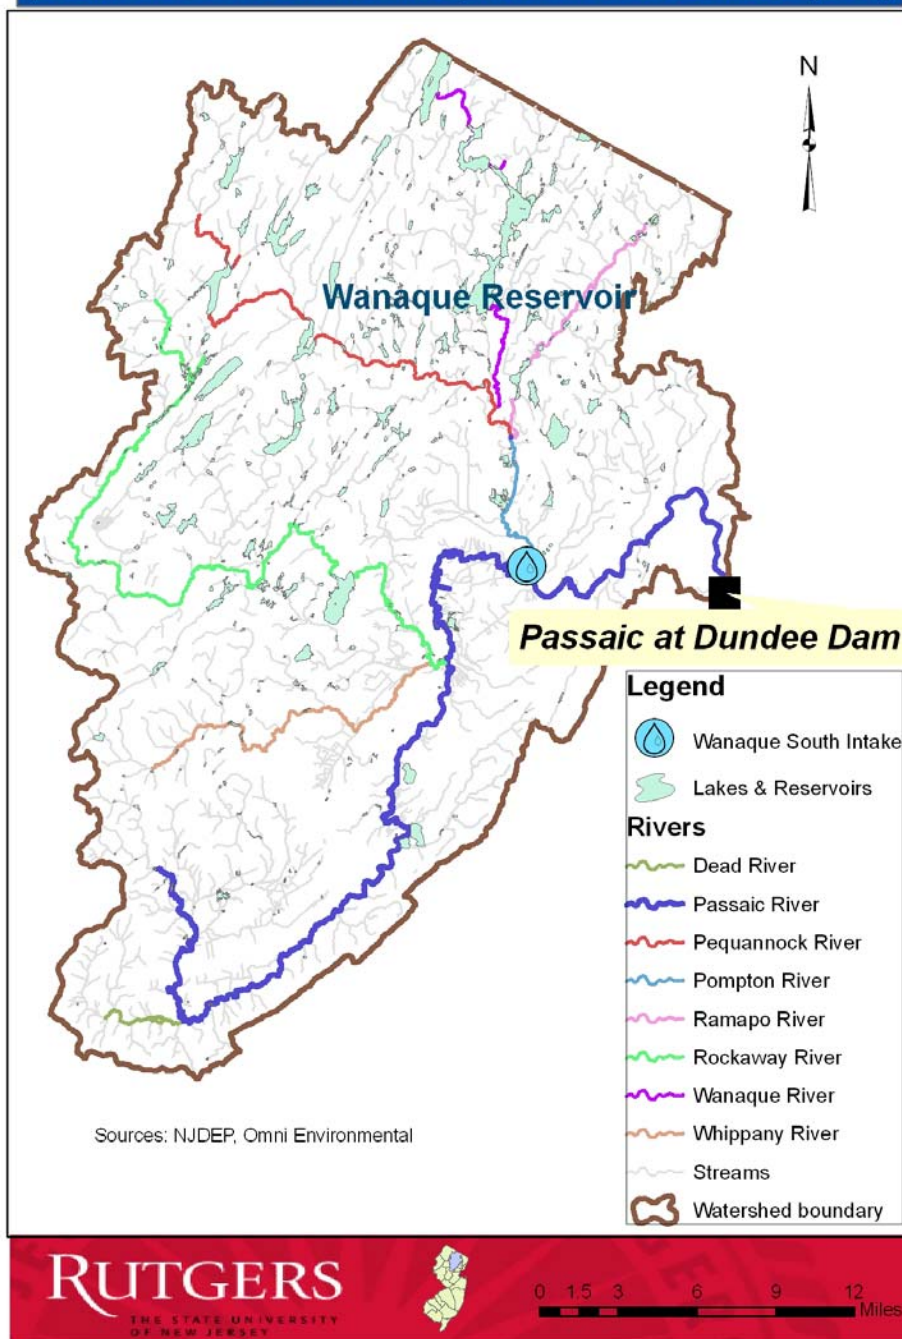 N
Wanaque Reservoir
Passaic at Dundee Dam
Legend
Wanaque South Intake
Lakes & Reservoirs
Rivers
Dead River
Passaic River
Pequannock River
Pompton River
Ramapo River
Rockaway River
Wanaque River
Whippany River
Streams
Watershed boundary
Sources: NJDEP, Omni Environmental
RUTGERS
THE STATE UNIVERSITY
OF NEW JERSEY
0 1.5 3 6 9 12
Miles